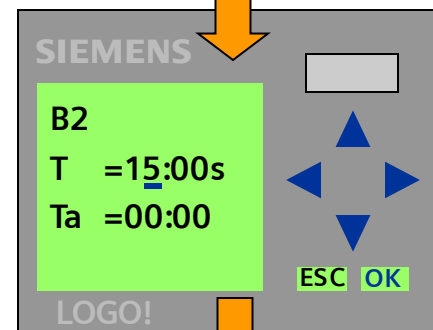 SIEMENS
B2
T =15:00s
Ta =00:00
ESC OK
LOGO!